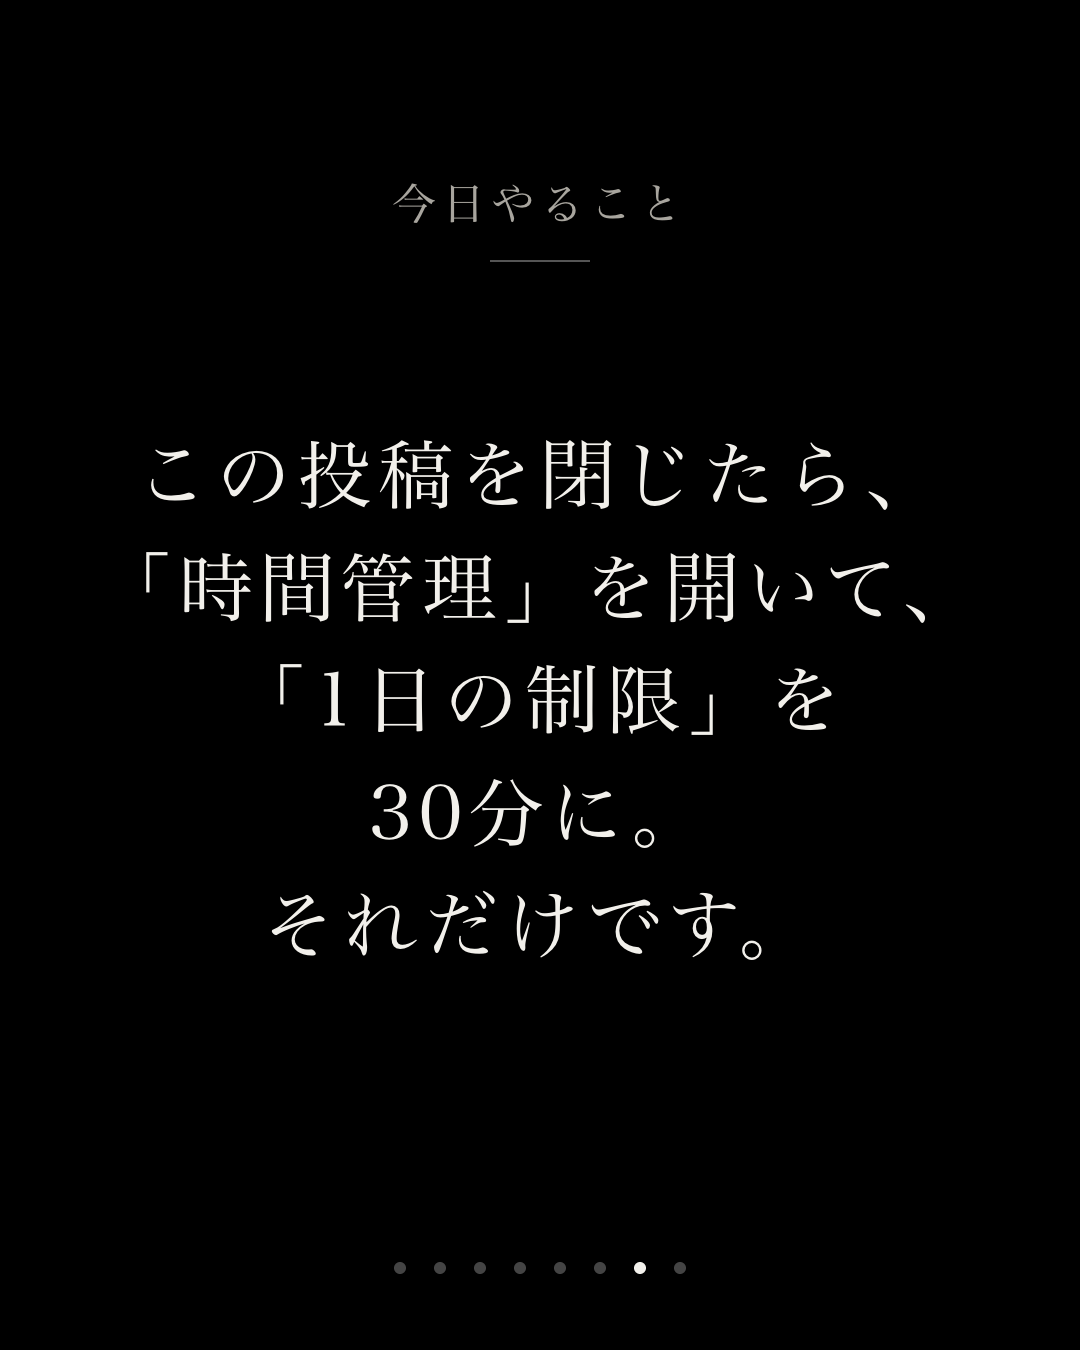 今日やること
この投稿を閉じたら、
「時間管理」を開いて、
「1日の制限」を
30分に。
それだけです。